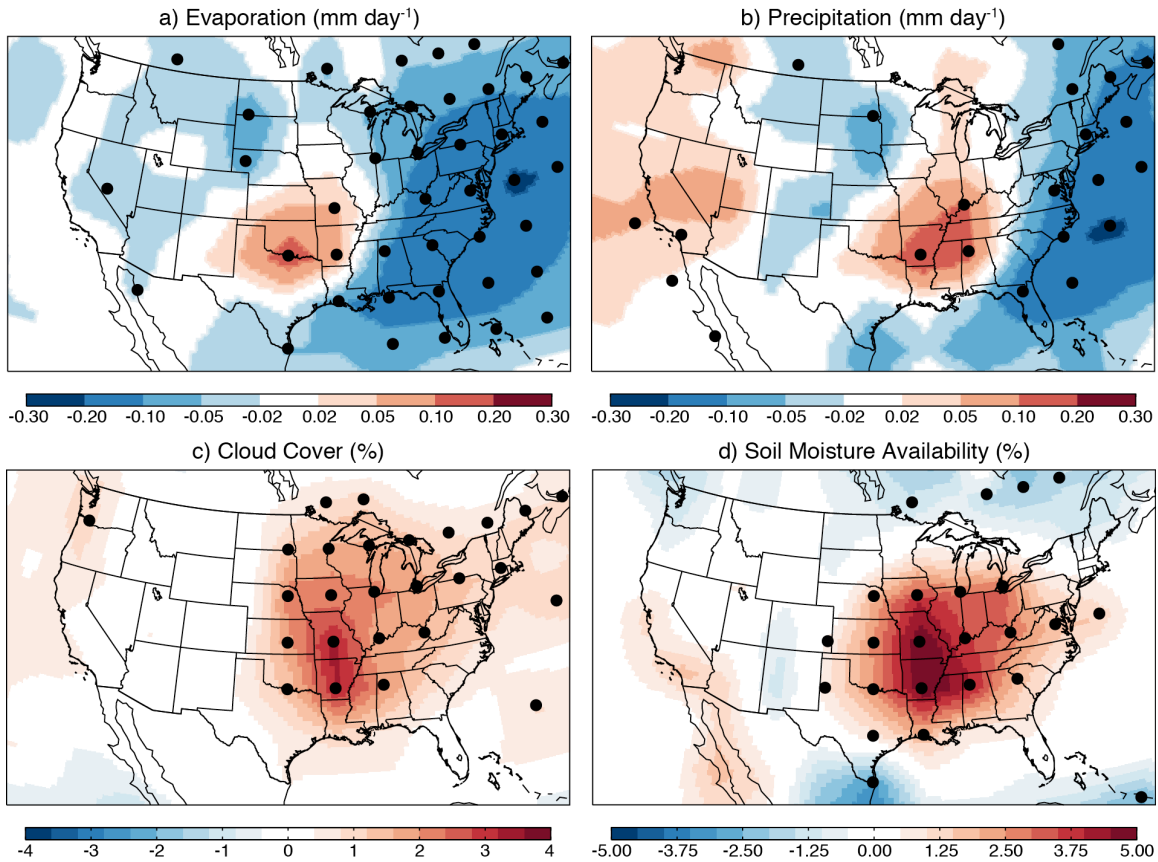 a) Evaporation (mm day⁻¹)
b) Precipitation (mm day⁻¹)
-0.30 -0.20 -0.10 -0.05 -0.02 0.02 0.05 0.10 0.20 0.30
-0.30 -0.20 -0.10 -0.05 -0.02 0.02 0.05 0.10 0.20 0.30
c) Cloud Cover (%)
d) Soil Moisture Availability (%)
-4 -3 -2 -1 0 1 2 3 4
-5.00 -3.75 -2.50 -1.25 0.00 1.25 2.50 3.75 5.00